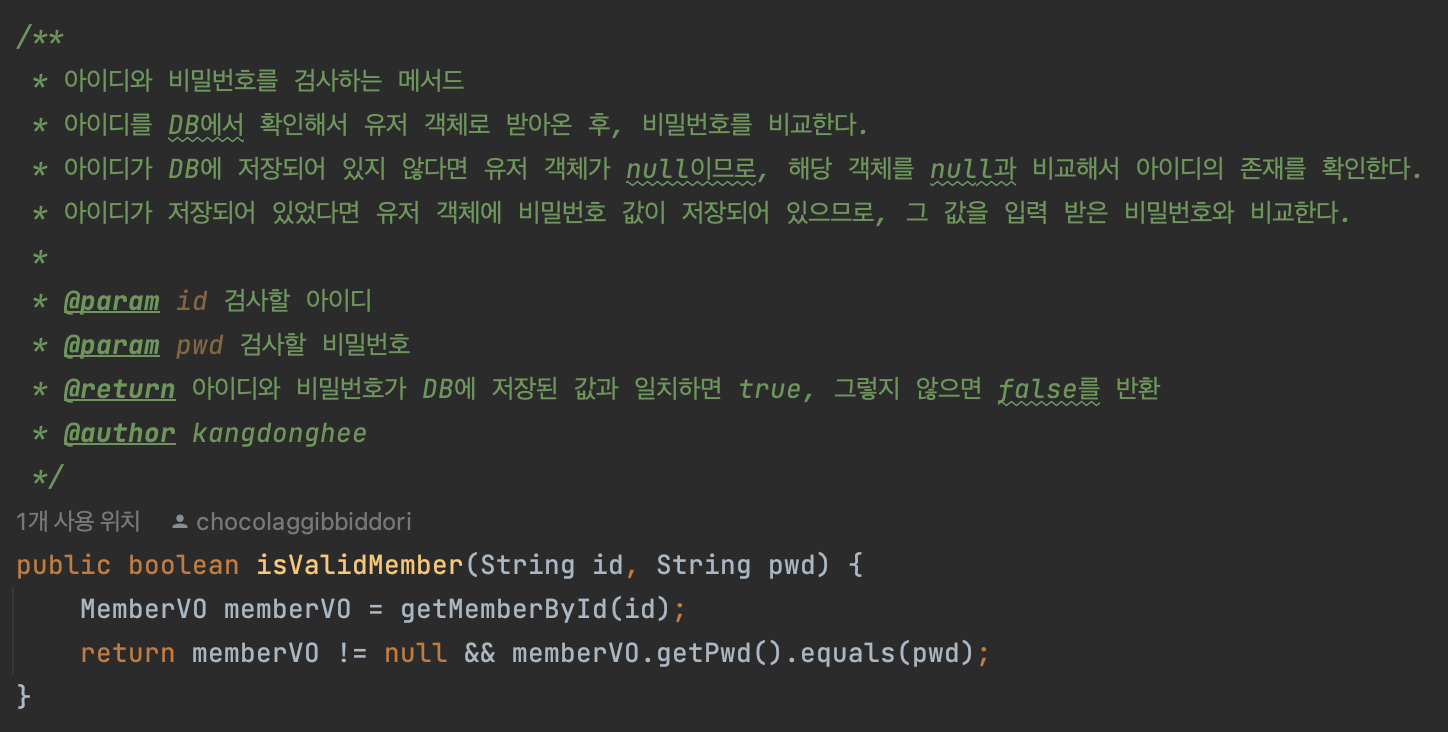 /**
* 아이디와 비밀번호를 검사하는 메서드
* 아이디를 DB에서 확인해서 유저 객체로 받아온 후, 비밀번호를 비교한다.
* 아이디가 DB에 저장되어 있지 않다면 유저 객체가 null이므로, 해당 객체를 null과 비교해서 아이디의 존재를 확인한다.
* 아이디가 저장되어 있었다면 유저 객체에 비밀번호 값이 저장되어 있으므로, 그 값을 입력 받은 비밀번호와 비교한다.
*
* @param id 검사할 아이디
* @param pwd 검사할 비밀번호
* @return 아이디와 비밀번호가 DB에 저장된 값과 일치하면 true, 그렇지 않으면 false를 반환
* @author kangdonghee
*/
1개 사용 위치 chocolaggibbiddori
public boolean isValidMember(String id, String pwd) {
    MemberVO memberVO = getMemberById(id);
    return memberVO != null && memberVO.getPwd().equals(pwd);
}